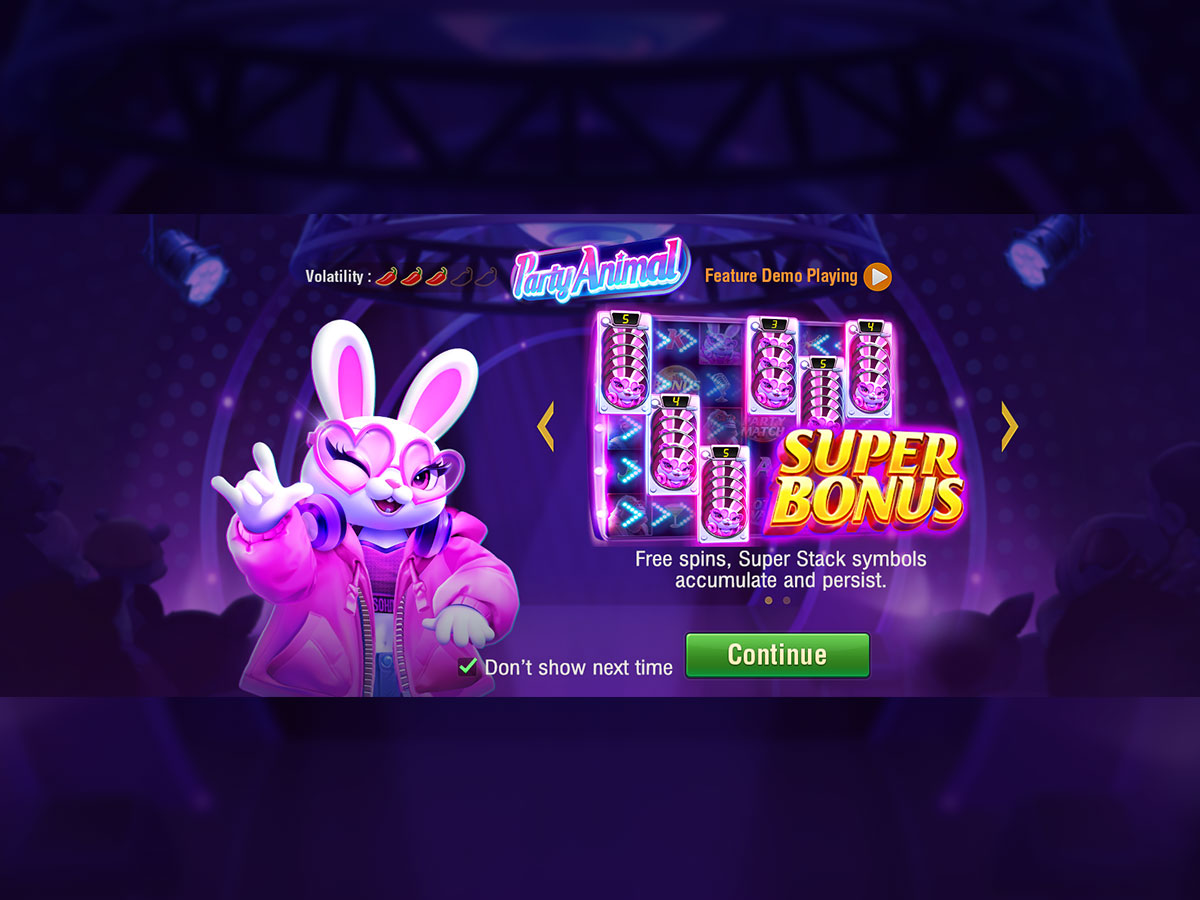 Volatility :
Party Animal
Feature Demo Playing
5
3
4
5
4
5
SUPER
BONUS
Free spins, Super Stack symbols
accumulate and persist.
Don't show next time
Continue